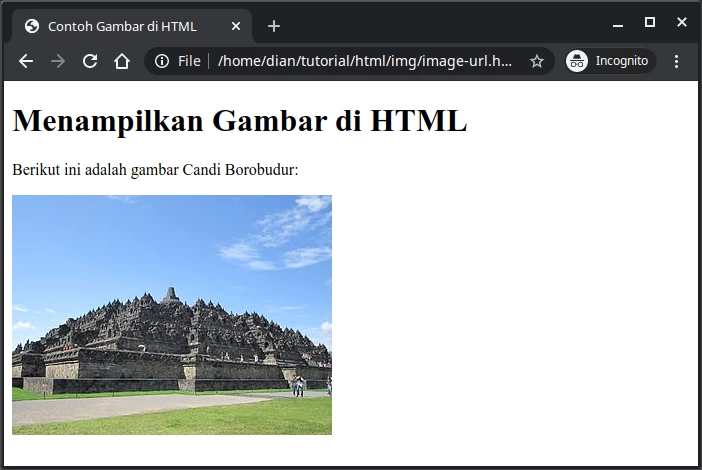 Contoh Gambar di HTML
File /home/dian/tutorial/html/img/image-url.h... Incognito
Menampilkan Gambar di HTML
Berikut ini adalah gambar Candi Borobudur: